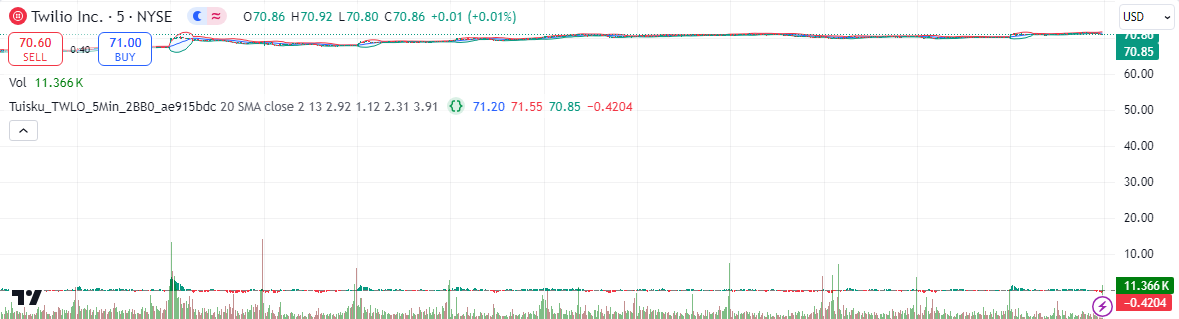 Twilio Inc. · 5 · NYSE O70.86 H70.92 L70.80 C70.86 +0.01 (+0.01%)
USD
70.60 SELL
0.40
71.00 BUY
70.86
70.85
Vol 11.366 K
60.00
Tuisku_TWLO_5Min_2BB0_ae915bdc 20 SMA close 2 13 2.92 1.12 2.31 3.91 {} 71.20 71.55 70.85 −0.4204
50.00
40.00
30.00
20.00
10.00
11.366 K
−0.4204